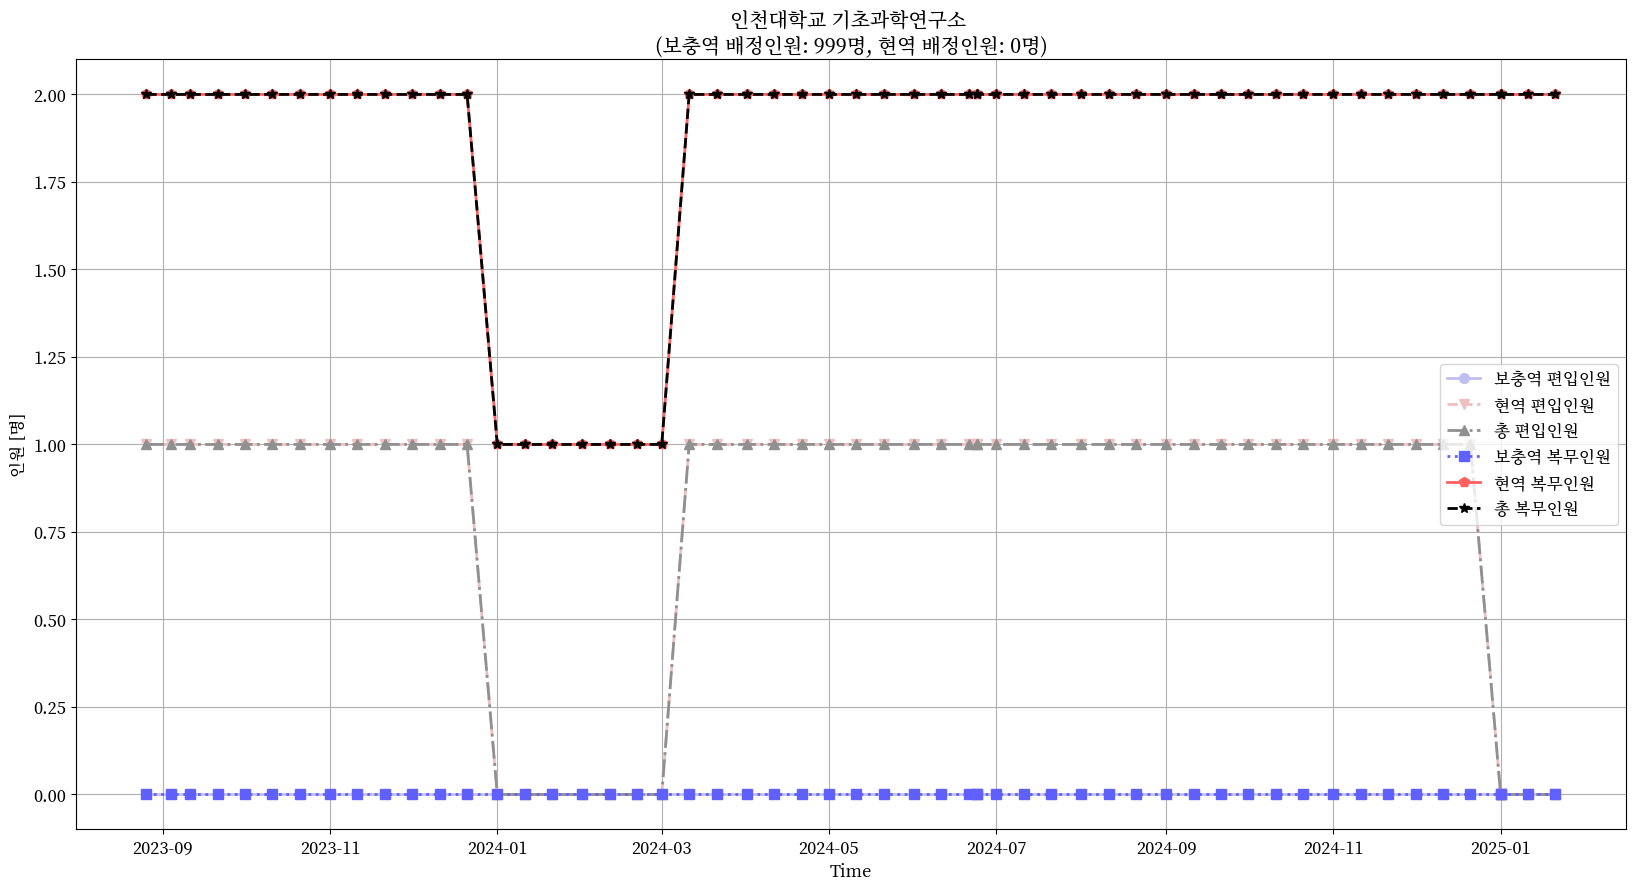 인천대학교 기초과학연구소
(보충역 배정인원: 999명, 현역 배정인원: 0명)
인원 [명]
2.00
1.75
1.50
1.25
1.00
0.75
0.50
0.25
0.00
보충역 편입인원
현역 편입인원
총 편입인원
보충역 복무인원
현역 복무인원
총 복무인원
2023-09
2023-11
2024-01
2024-03
2024-05
2024-07
2024-09
2024-11
2025-01
Time